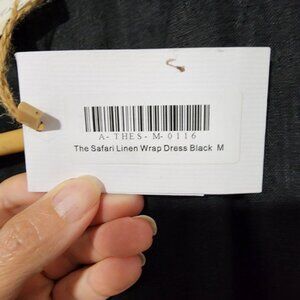 A-THES-M-0116
The Safari Linen Wrap Dress Black M